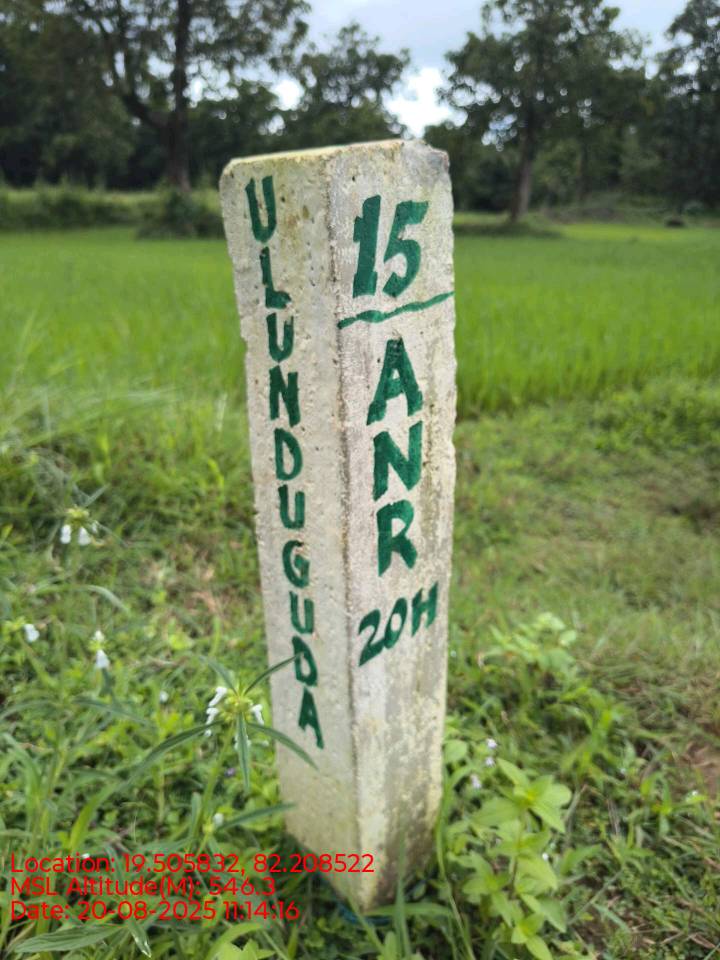 ULUNDUGUDA
15
ANR
20H
Location: 19.505832, 82.208522
MSL Altitude(M): 546.3
Date: 20-08-2025 11:14:16